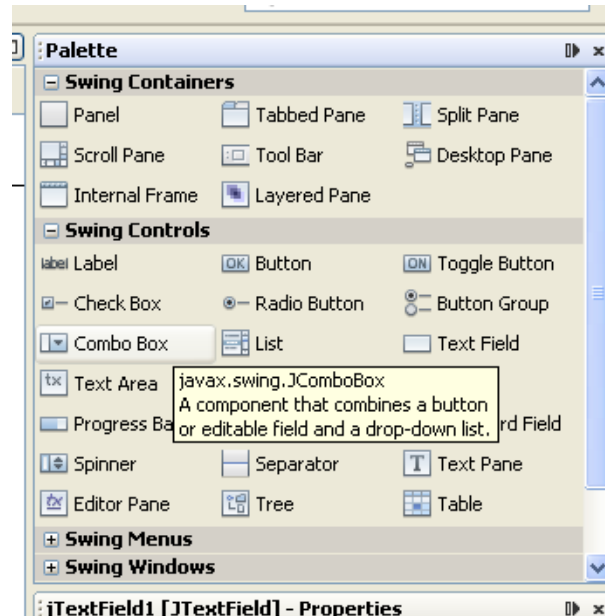 Palette
Swing Containers
Panel Tabbed Pane Split Pane
Scroll Pane Tool Bar Desktop Pane
Internal Frame Layered Pane
Swing Controls
label Label OK Button ON Toggle Button
Check Box Radio Button Button Group
Combo Box List Text Field
tx Text Area
javax.swing.JComboBox
A component that combines a button
or editable field and a drop-down list.
Progress Ba rd Field
Spinner Separator T Text Pane
tx Editor Pane Tree Table
Swing Menus
Swing Windows
jTextField1 [JTextField] - Properties